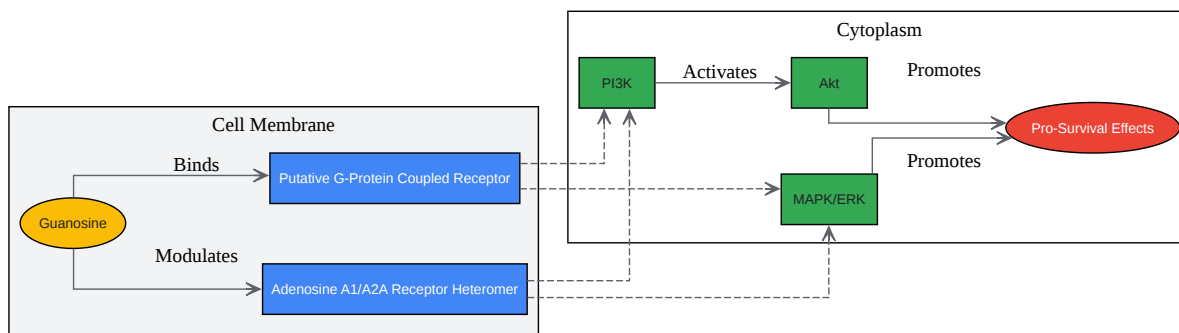 Cytoplasm
PI3K
Activates
Akt
Promotes
Cell Membrane
Pro-Survival Effects
Binds
Putative G-Protein Coupled Receptor
Promotes
MAPK/ERK
Guanosine
Modulates
Adenosine A1/A2A Receptor Heteromer